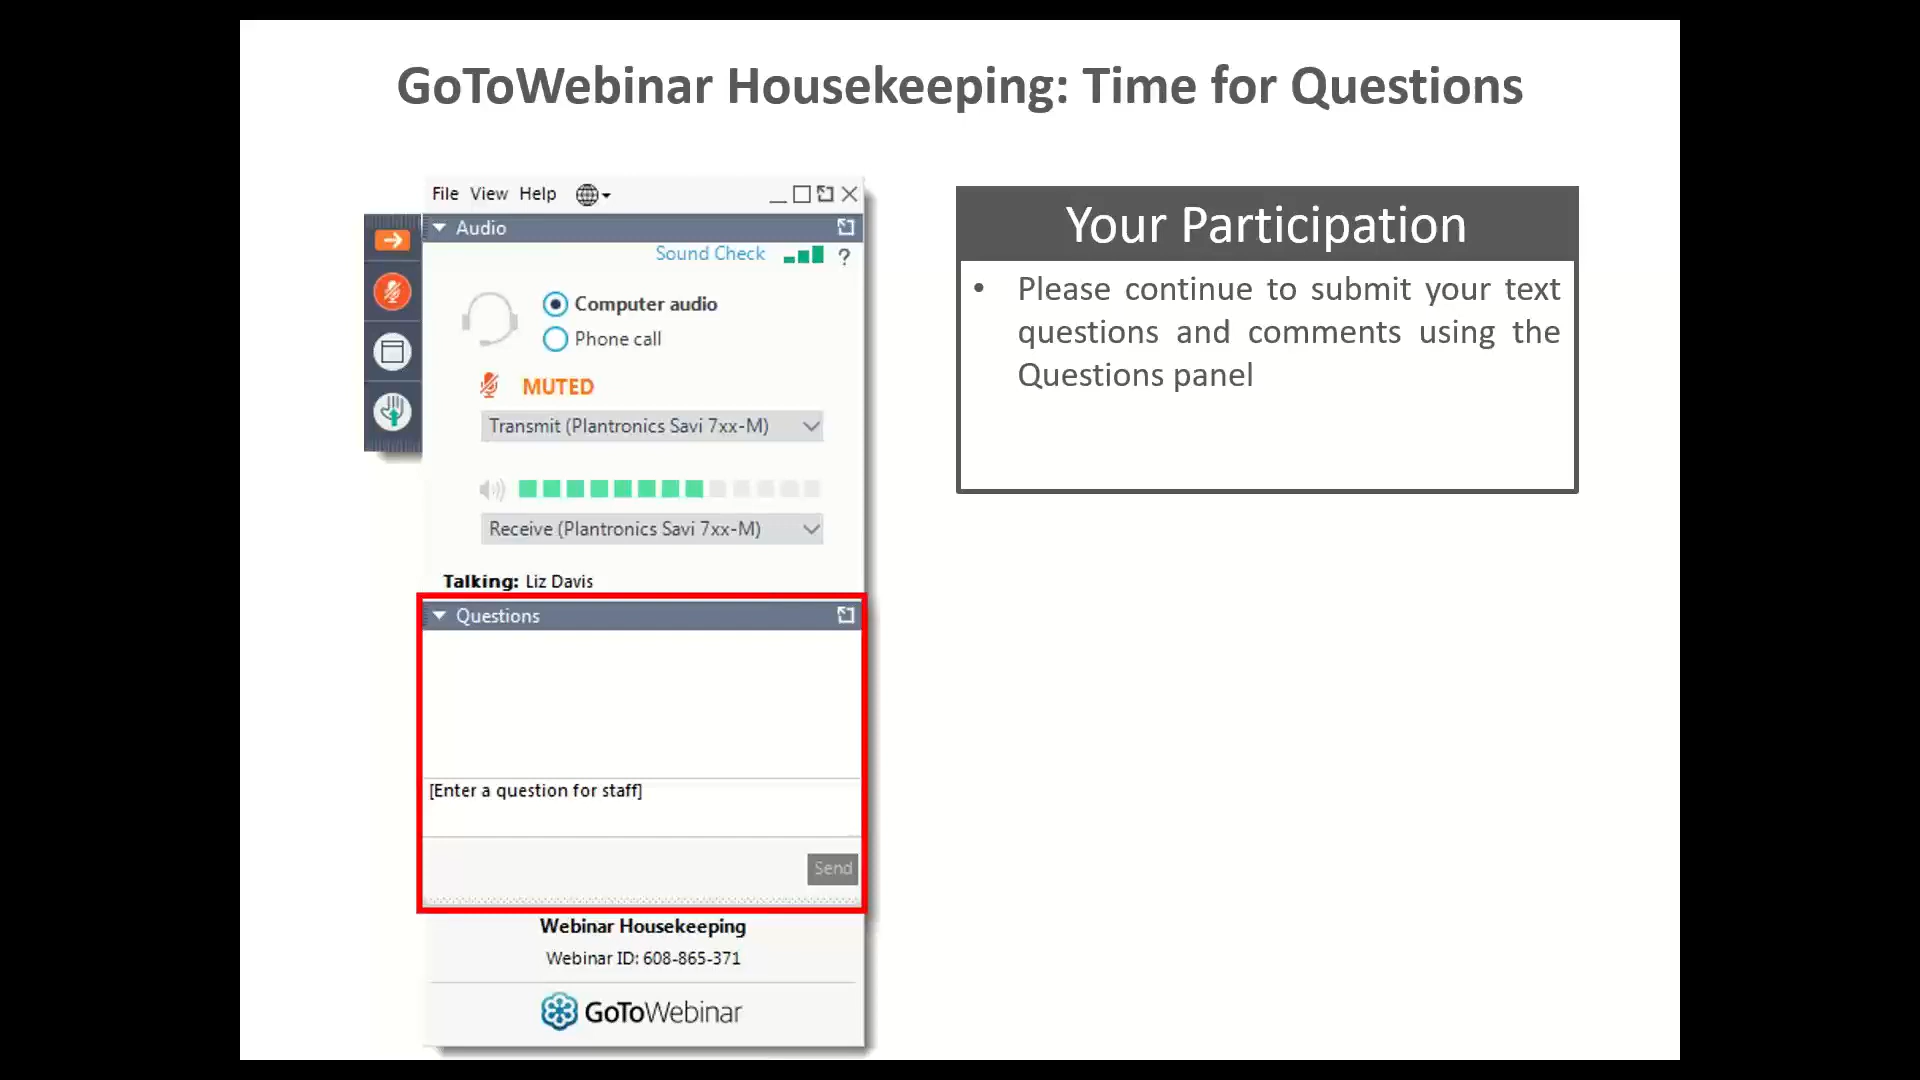 GoToWebinar Housekeeping: Time for Questions
File View Help
Audio
Sound Check
?
Computer audio
Phone call
MUTED
Transmit (Plantronics Savi 7xx-M)
Receive (Plantronics Savi 7xx-M)
Talking: Liz Davis
Questions
[Enter a question for staff]
Send
Webinar Housekeeping
Webinar ID: 608-865-371
GoToWebinar
Your Participation
• Please continue to submit your text
questions and comments using the
Questions panel